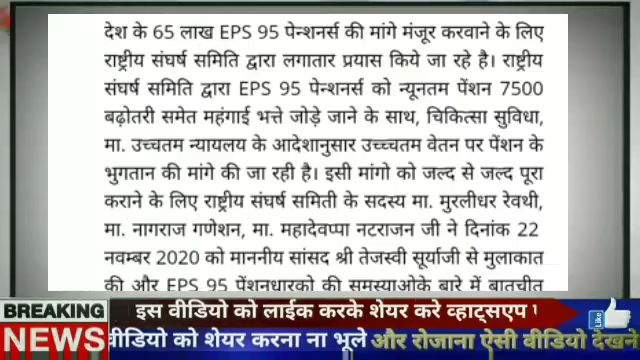 देश के 65 लाख EPS 95 पेन्शनर्स की मांगे मंजूर करवाने के लिए
राष्ट्रीय संघर्ष समिति द्वारा लगातार प्रयास किये जा रहे है। राष्ट्रीय
संघर्ष समिति द्वारा EPS 95 पेन्शनर्स को न्यूनतम पेंशन 7500
बढ़ोतरी समेत महंगाई भत्ते जोड़े जाने के साथ, चिकित्सा सुविधा,
मा. उच्चतम न्यायलय के आदेशानुसार उच्च्चतम वेतन पर पेंशन के
भुगतान की मांगे की जा रही है। इसी मांगो को जल्द से जल्द पूरा
कराने के लिए राष्ट्रीय संघर्ष समिती के सदस्य मा. मुरलीधर रेवथी,
मा. नागराज गणेशन, मा. महादेवप्पा नटराजन जी ने दिनांक 22
नवम्बर 2020 को माननीय सांसद श्री तेजस्वी सुर्याजी से मुलाकात
की और EPS 95 पेंशनधारको की समस्याओके बारे में बातचीत
BREAKING इस वीडियो को लाईक करके शेयर करे व्हाट्सएप
NEWS वीडियो को शेयर करना ना भूले और रोजाना ऐसी वीडियो देखन
Like